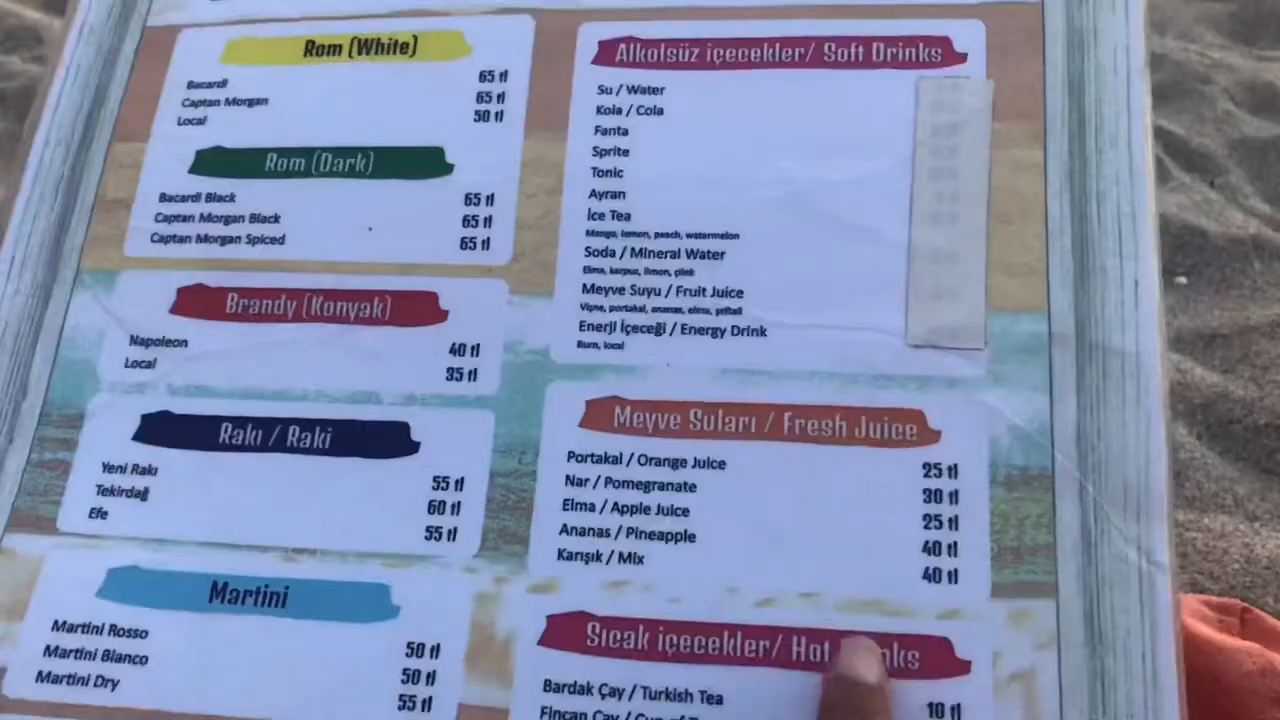 Rom (White)
Bacardi 65 tl
Captan Morgan 65 tl
Local 50 tl
Rom (Dark)
Bacardi Black 65 tl
Captan Morgan Black 65 tl
Captan Morgan Spiced 65 tl
Brandy (Konyak)
Napoleon 40 tl
Local 35 tl
Rakı / Raki
Yeni Rakı 55 tl
Tekirdağ 60 tl
Efe 55 tl
Martini
Martini Rosso 50 tl
Martini Bianco 50 tl
Martini Dry 55 tl
Alkolsüz içecekler/ Soft Drinks
Su / Water
Kola / Cola
Fanta
Sprite
Tonic
Ayran
İce Tea
Mango, lemon, peach, watermelon
Soda / Mineral Water
Elma, karpuz, limon, çilek
Meyve Suyu / Fruit Juice
Vişne, portakal, ananas, elma, şeftali
Enerji İçeceği / Energy Drink
Burn, local
Meyve Suları / Fresh Juice
Portakal / Orange Juice 25 tl
Nar / Pomegranate 30 tl
Elma / Apple Juice 25 tl
Ananas / Pineapple 40 tl
Karışık / Mix 40 tl
Sıcak içecekler/ Hot
Bardak Çay / Turkish Tea 10 tl
Fincan Çay /